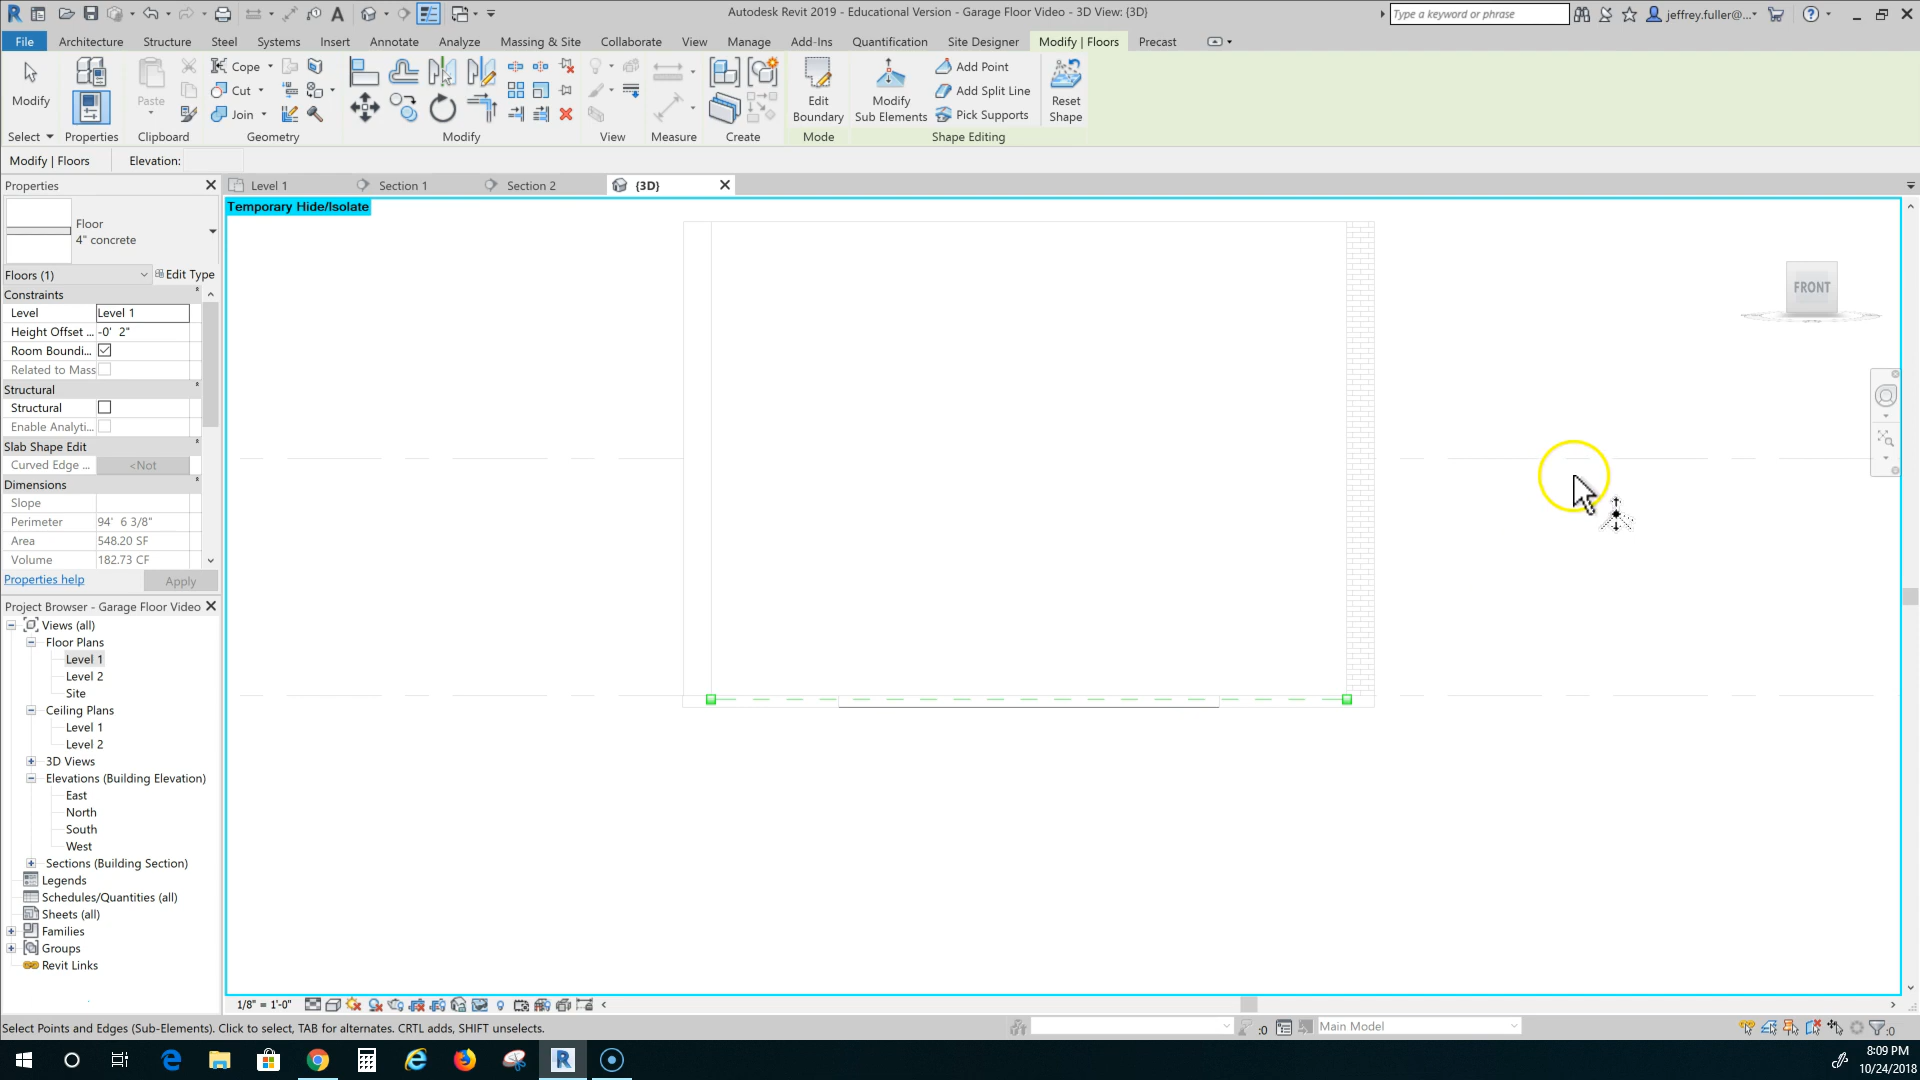 Autodesk Revit 2019 - Educational Version - Garage Floor Video - 3D View: {3D}
Type a keyword or phrase
jeffrey.fuller@...
File Architecture Structure Steel Systems Insert Annotate Analyze Massing & Site Collaborate View Manage Add-Ins Quantification Site Designer Modify | Floors Precast
Modify
Select
Properties
Paste
Clipboard
Cope
Cut
Join
Geometry
Modify
View
Measure
Create
Edit
Boundary
Mode
Modify
Sub Elements
Add Point
Add Split Line
Pick Supports
Shape Editing
Reset
Shape
Modify | Floors Elevation:
Properties
Level 1 Section 1 Section 2 {3D}
Temporary Hide/Isolate
Floor
4" concrete
Floors (1) Edit Type
Constraints
Level Level 1
Height Offset ... -0' 2"
Room Boundi...
Related to Mass
Structural
Structural
Enable Analyti...
Slab Shape Edit
Curved Edge ... <Not
Dimensions
Slope
Perimeter 94' 6 3/8"
Area 548.20 SF
Volume 182.73 CF
Properties help Apply
FRONT
Project Browser - Garage Floor Video
Views (all)
Floor Plans
Level 1
Level 2
Site
Ceiling Plans
Level 1
Level 2
3D Views
Elevations (Building Elevation)
East
North
South
West
Sections (Building Section)
Legends
Schedules/Quantities (all)
Sheets (all)
Families
Groups
Revit Links
1/8" = 1'-0"
Select Points and Edges (Sub-Elements). Click to select, TAB for alternates. CRTL adds, SHIFT unselects.
:0
Main Model
:0
8:09 PM
10/24/2018